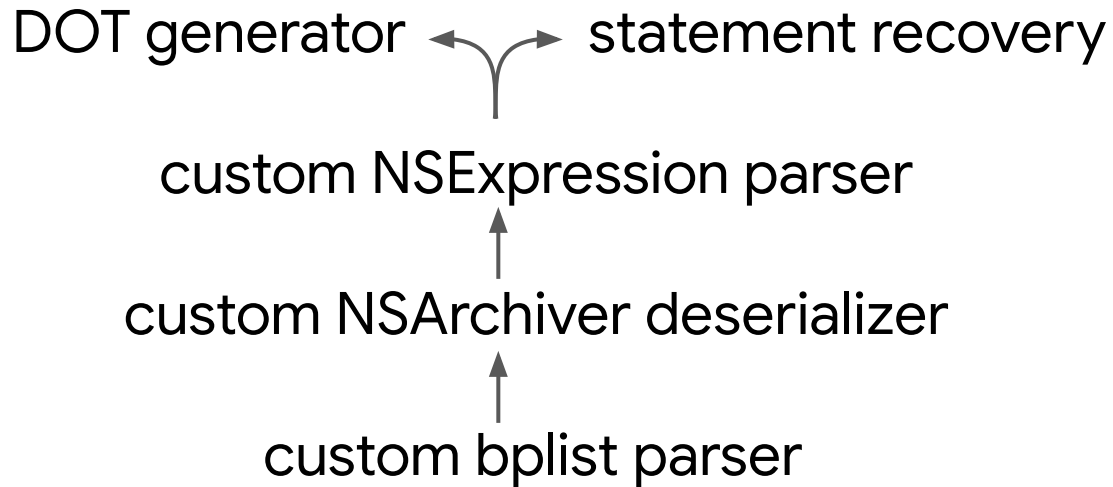 DOT generator statement recovery
custom NSExpression parser
custom NSArchiver deserializer
custom bplist parser